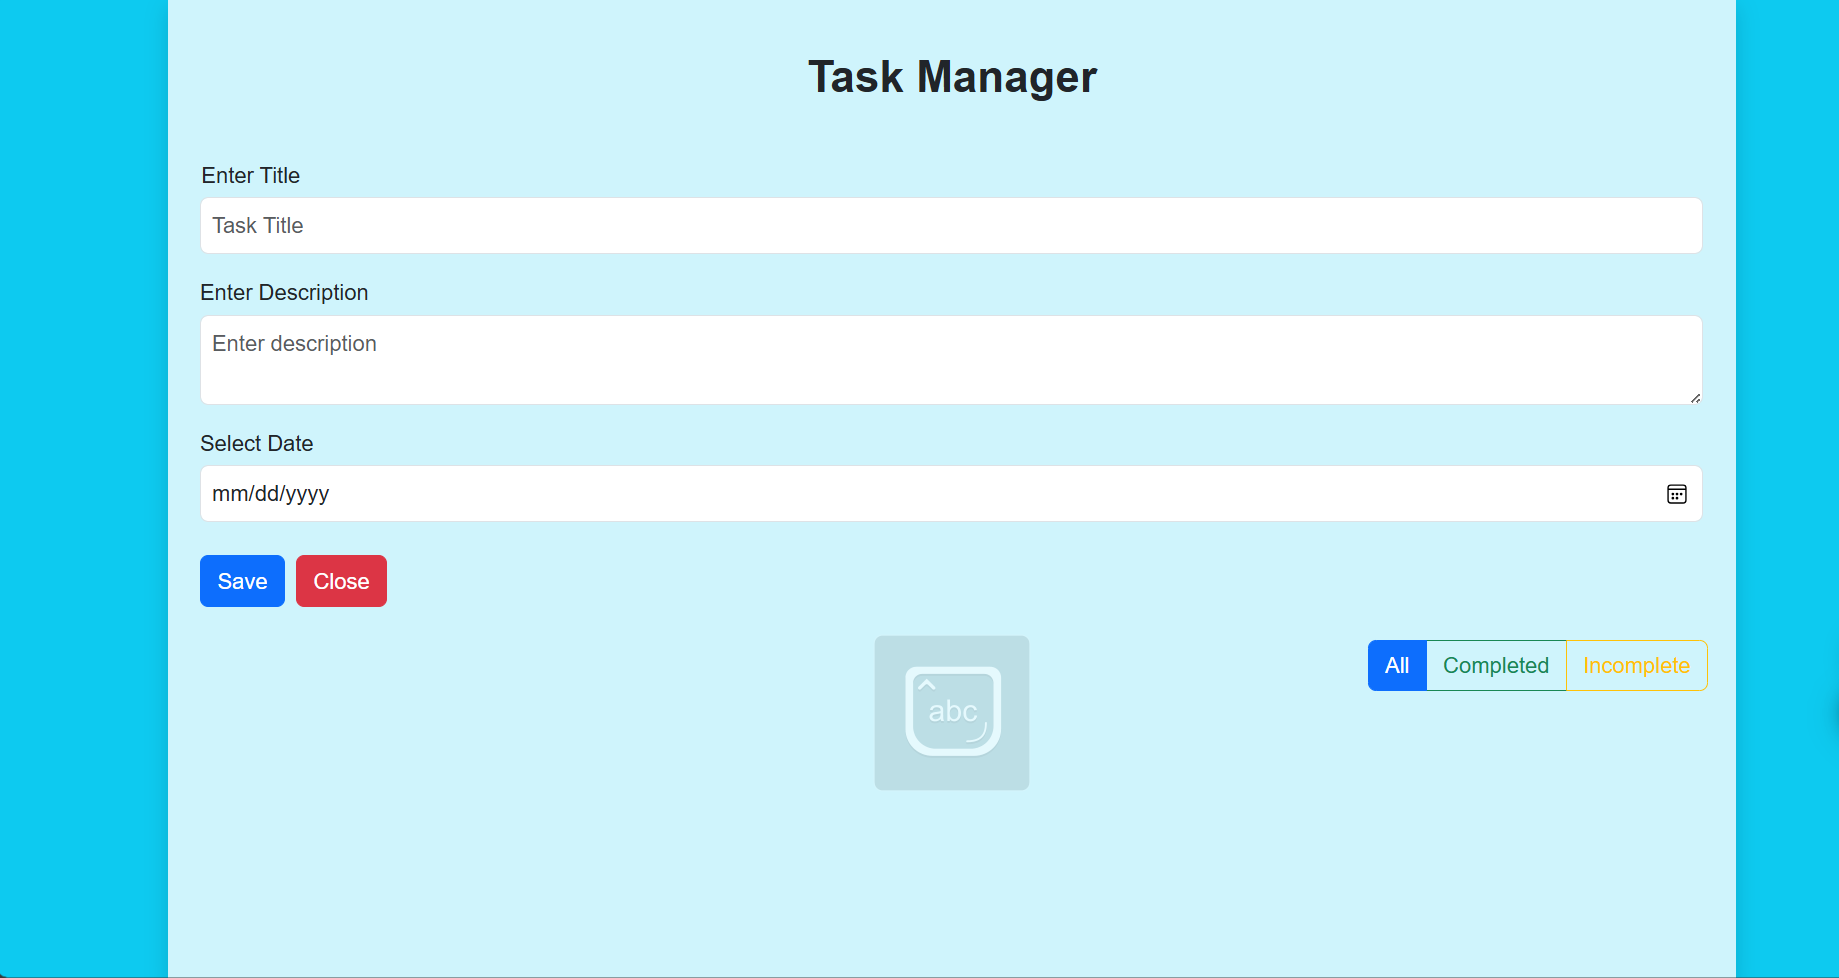 Task Manager
Enter Title
Task Title
Enter Description
Enter description
Select Date
mm/dd/yyyy
Save Close
All Completed Incomplete
abc